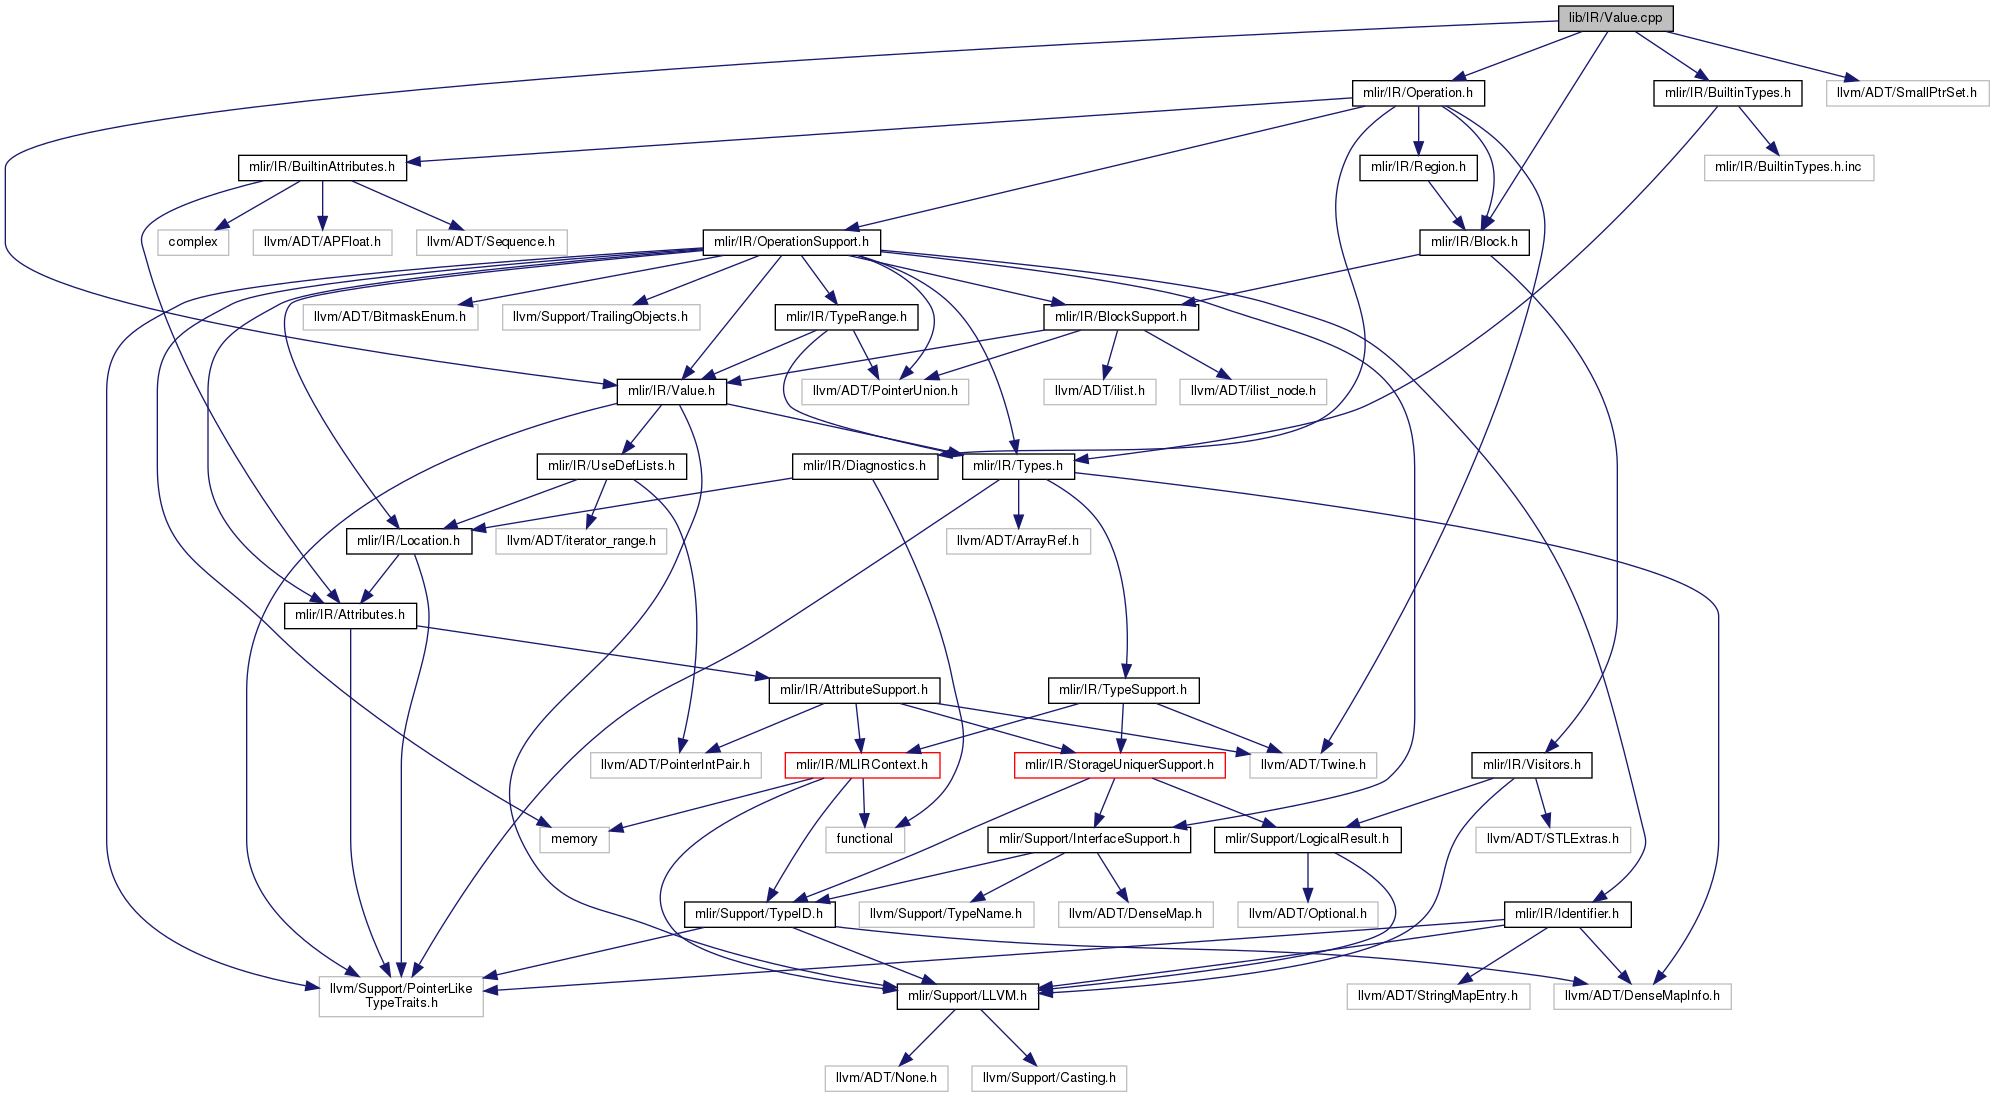 lib/IR/Value.cpp
mlir/IR/Operation.h
mlir/IR/BuiltinTypes.h
llvm/ADT/SmallPtrSet.h
mlir/IR/BuiltinAttributes.h
mlir/IR/Region.h
mlir/IR/BuiltinTypes.h.inc
complex
llvm/ADT/APFloat.h
llvm/ADT/Sequence.h
mlir/IR/OperationSupport.h
mlir/IR/Block.h
llvm/ADT/BitmaskEnum.h
llvm/Support/TrailingObjects.h
mlir/IR/TypeRange.h
mlir/IR/BlockSupport.h
mlir/IR/Value.h
llvm/ADT/PointerUnion.h
llvm/ADT/ilist.h
llvm/ADT/ilist_node.h
mlir/IR/UseDefLists.h
mlir/IR/Diagnostics.h
mlir/IR/Types.h
mlir/IR/Location.h
llvm/ADT/iterator_range.h
llvm/ADT/ArrayRef.h
mlir/IR/Attributes.h
mlir/IR/AttributeSupport.h
mlir/IR/TypeSupport.h
llvm/ADT/PointerIntPair.h
mlir/IR/MLIRContext.h
mlir/IR/StorageUniquerSupport.h
llvm/ADT/Twine.h
mlir/IR/Visitors.h
memory
functional
mlir/Support/InterfaceSupport.h
mlir/Support/LogicalResult.h
llvm/ADT/STLExtras.h
mlir/Support/TypeID.h
llvm/Support/TypeName.h
llvm/ADT/DenseMap.h
llvm/ADT/Optional.h
mlir/IR/Identifier.h
llvm/Support/PointerLike
TypeTraits.h
mlir/Support/LLVM.h
llvm/ADT/StringMapEntry.h
llvm/ADT/DenseMapInfo.h
llvm/ADT/None.h
llvm/Support/Casting.h